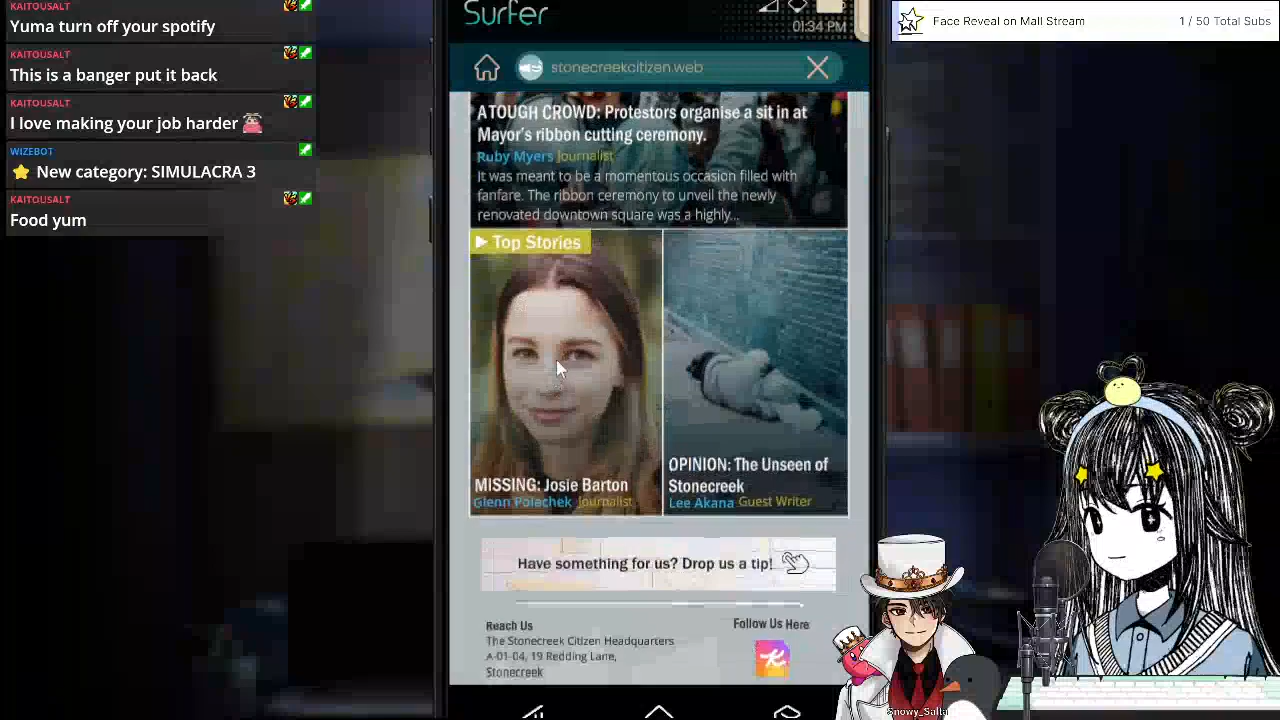 KAITOUSALT
Yuma turn off your spotify
KAITOUSALT
This is a banger put it back
KAITOUSALT
I love making your job harder
WIZEBOT
New category: SIMULACRA 3
KAITOUSALT
Food yum
Surfer
01:34 PM
stonecreekcitizen.web
A TOUGH CROWD: Protestors organise a sit in at
Mayor's ribbon cutting ceremony.
Ruby Myers Journalist
It was meant to be a momentous occasion filled with
fanfare. The ribbon ceremony to unveil the newly
renovated downtown square was a highly...
Top Stories
MISSING: Josie Barton
Glenn Polachek Journalist
OPINION: The Unseen of
Stonecreek
Lee Akana Guest Writer
Have something for us? Drop us a tip!
Reach Us
The Stonecreek Citizen Headquarters
A-01-04, 19 Redding Lane,
Stonecreek
Follow Us Here
Face Reveal on Mall Stream
1 / 50 Total Subs